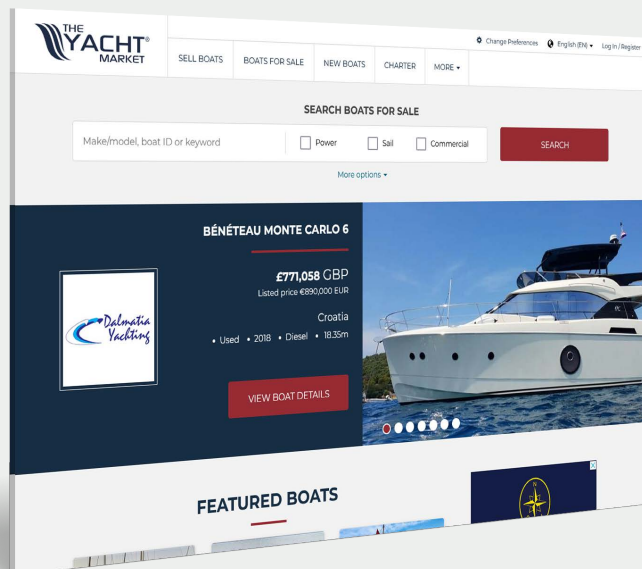 THE
YACHT®
MARKET
SELL BOATS
BOATS FOR SALE
NEW BOATS
CHARTER
MORE
Change Preferences
English (EN)
Log In / Register
SEARCH BOATS FOR SALE
Make/model, boat ID or keyword
Power
Sail
Commercial
SEARCH
More options
BÉNÉTEAU MONTE CARLO 6
£771,058 GBP
Listed price €890,000 EUR
Croatia
• Used • 2018 • Diesel • 18.35m
Dalmatia
Yachting
VIEW BOAT DETAILS
FEATURED BOATS
N